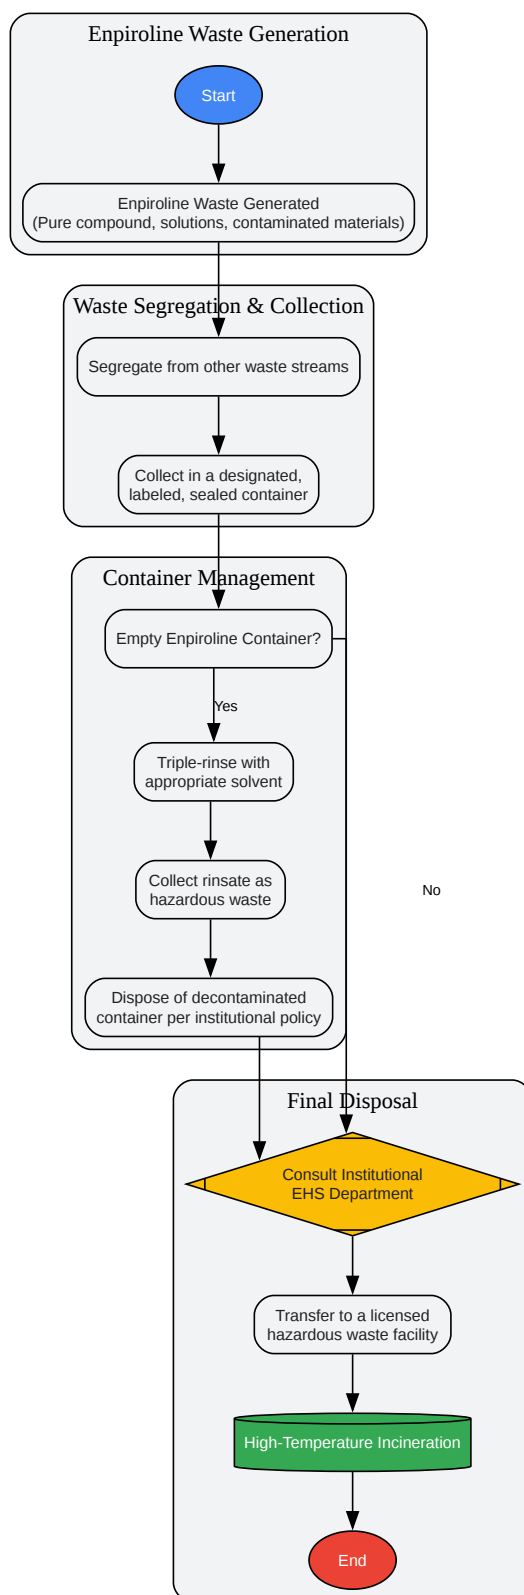 Enpiroline Waste Generation
Start
Enpiroline Waste Generated
(Pure compound, solutions, contaminated materials)
Waste Segregation & Collection
Segregate from other waste streams
Collect in a designated,
labeled, sealed container
Container Management
Empty Enpiroline Container?
Yes
Triple-rinse with
appropriate solvent
Collect rinsate as
hazardous waste
No
Dispose of decontaminated
container per institutional policy
Final Disposal
Consult Institutional
EHS Department
Transfer to a licensed
hazardous waste facility
High-Temperature Incineration
End